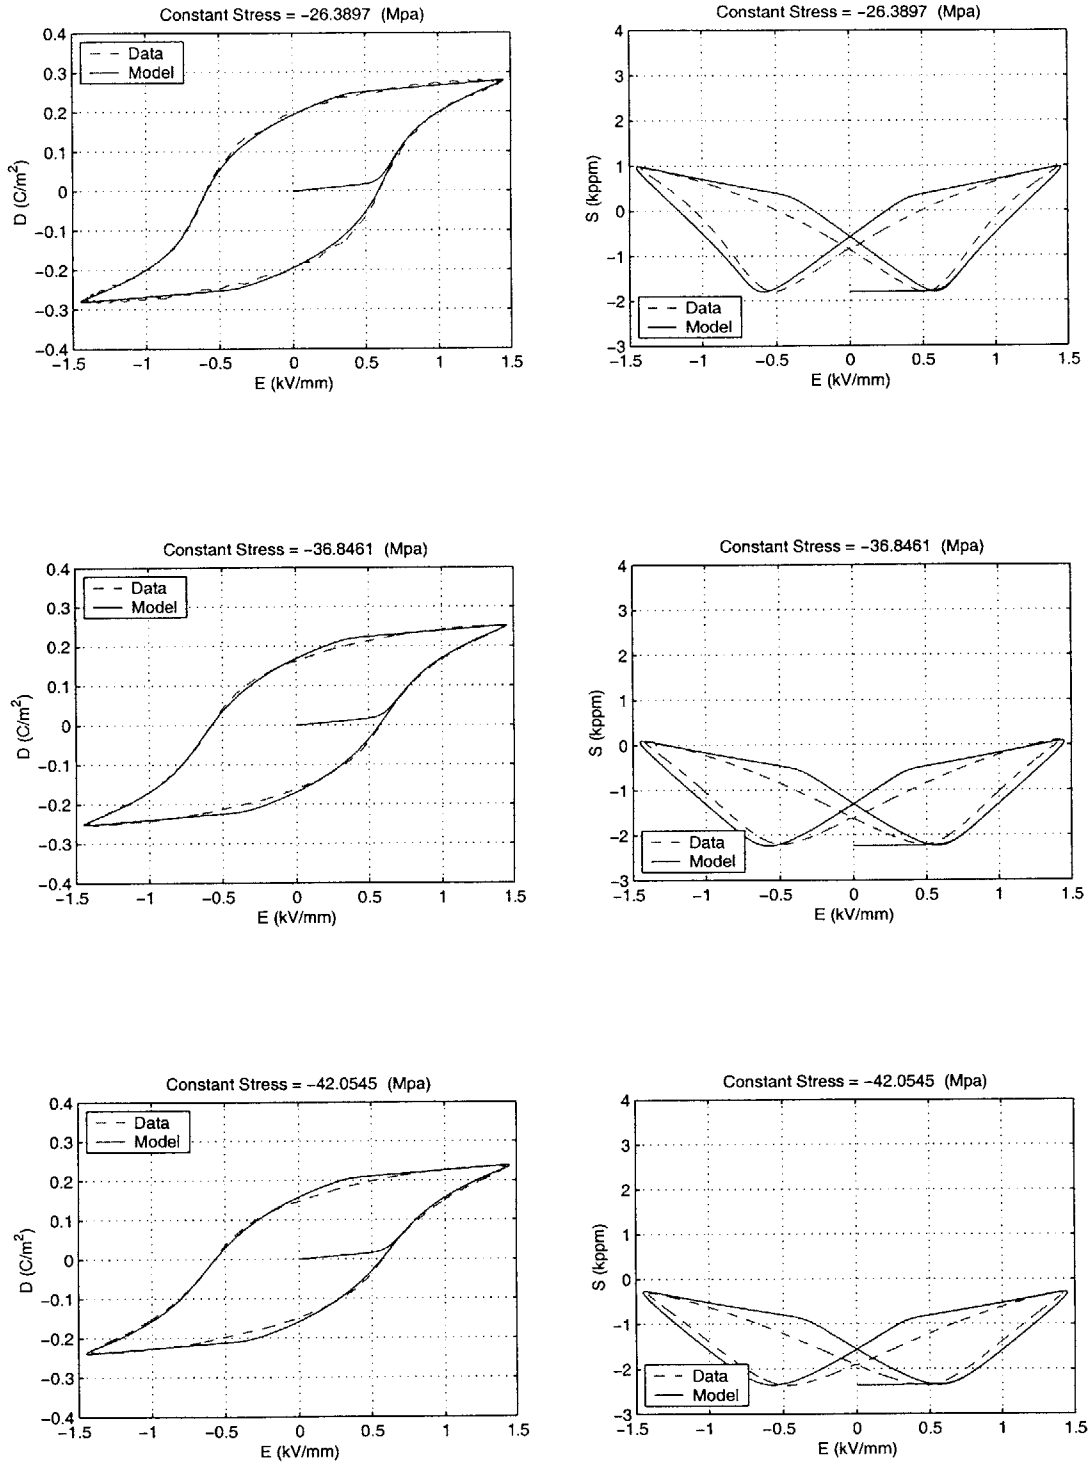 Constant Stress = −26.3897 (Mpa)
0.4
0.3
0.2
0.1
0
−0.1
−0.2
−0.3
−0.4
D (C/m²)
Data
Model
−1.5 −1 −0.5 0 0.5 1 1.5
E (kV/mm)
Constant Stress = −26.3897 (Mpa)
4
3
2
1
0
−1
−2
−3
S (kppm)
Data
Model
−1.5 −1 −0.5 0 0.5 1 1.5
E (kV/mm)
Constant Stress = −36.8461 (Mpa)
0.4
0.3
0.2
0.1
0
−0.1
−0.2
−0.3
−0.4
D (C/m²)
Data
Model
−1.5 −1 −0.5 0 0.5 1 1.5
E (kV/mm)
Constant Stress = −36.8461 (Mpa)
4
3
2
1
0
−1
−2
−3
S (kppm)
Data
Model
−1.5 −1 −0.5 0 0.5 1 1.5
E (kV/mm)
Constant Stress = −42.0545 (Mpa)
0.4
0.3
0.2
0.1
0
−0.1
−0.2
−0.3
−0.4
D (C/m²)
Data
Model
−1.5 −1 −0.5 0 0.5 1 1.5
E (kV/mm)
Constant Stress = −42.0545 (Mpa)
4
3
2
1
0
−1
−2
−3
S (kppm)
Data
Model
−1.5 −1 −0.5 0 0.5 1 1.5
E (kV/mm)